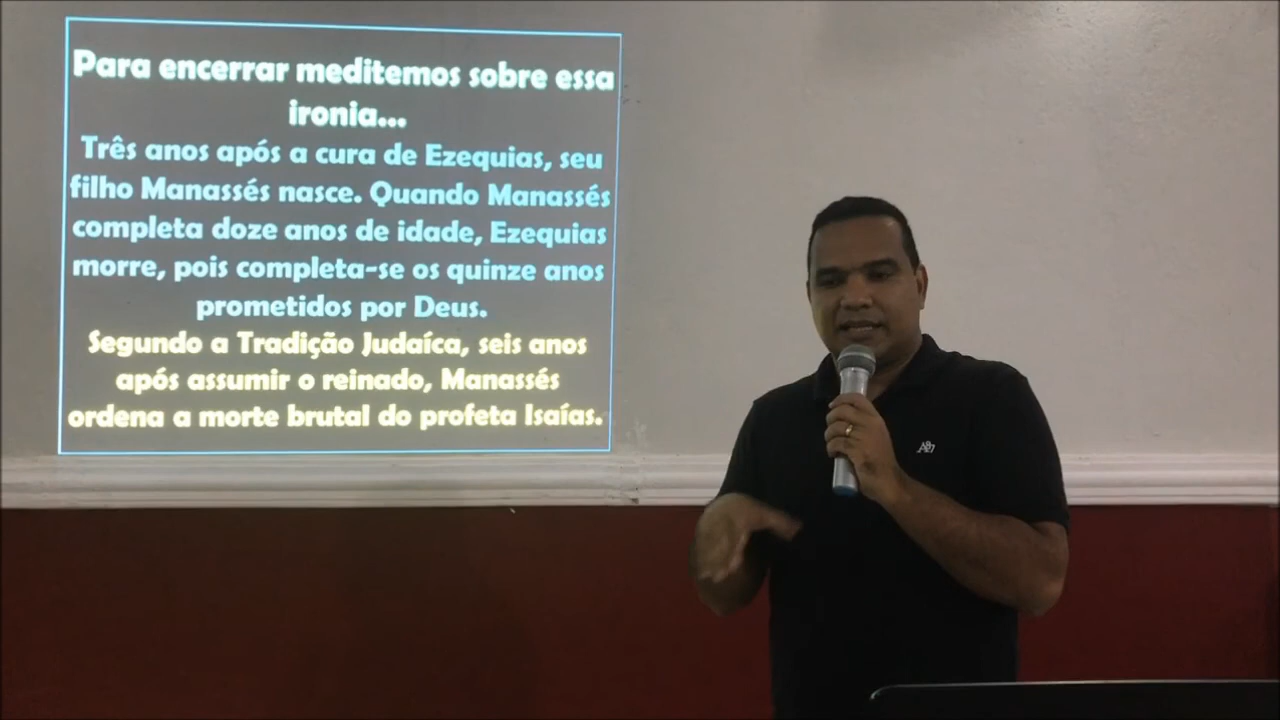 Para encerrar meditemos sobre essa
ironia...
Três anos após a cura de Ezequias, seu
filho Manassés nasce. Quando Manassés
completa doze anos de idade, Ezequias
morre, pois completa-se os quinze anos
prometidos por Deus.
Segundo a Tradição Judaíca, seis anos
após assumir o reinado, Manassés
ordena a morte brutal do profeta Isaías.